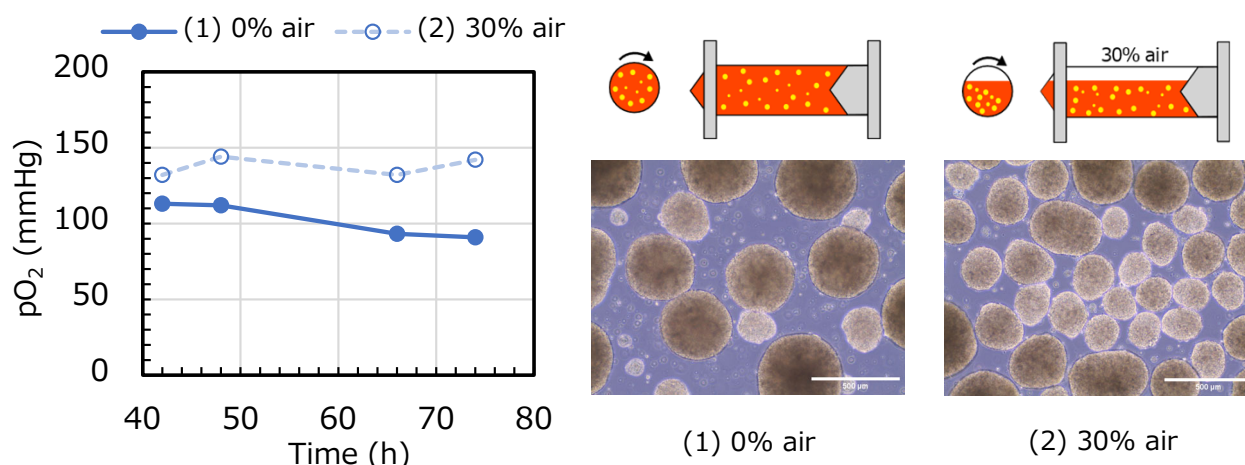 (1) 0% air (2) 30% air
200
150
100
50
0
pO₂ (mmHg)
40 50 60 70 80
Time (h)
30% air
500 µm
500 µm
(1) 0% air
(2) 30% air